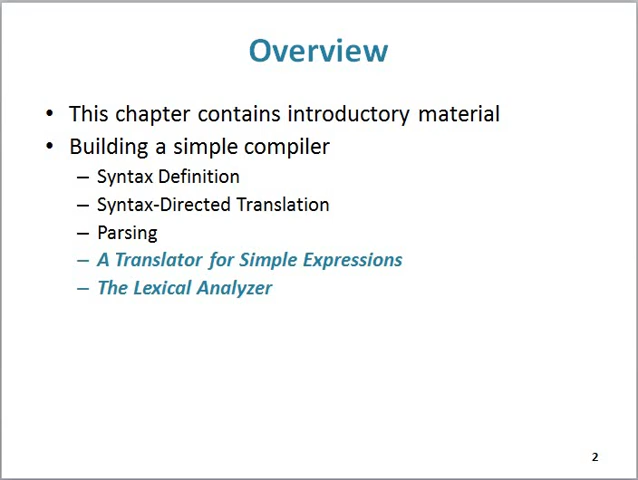 Overview
• This chapter contains introductory material
• Building a simple compiler
– Syntax Definition
– Syntax-Directed Translation
– Parsing
– A Translator for Simple Expressions
– The Lexical Analyzer
2